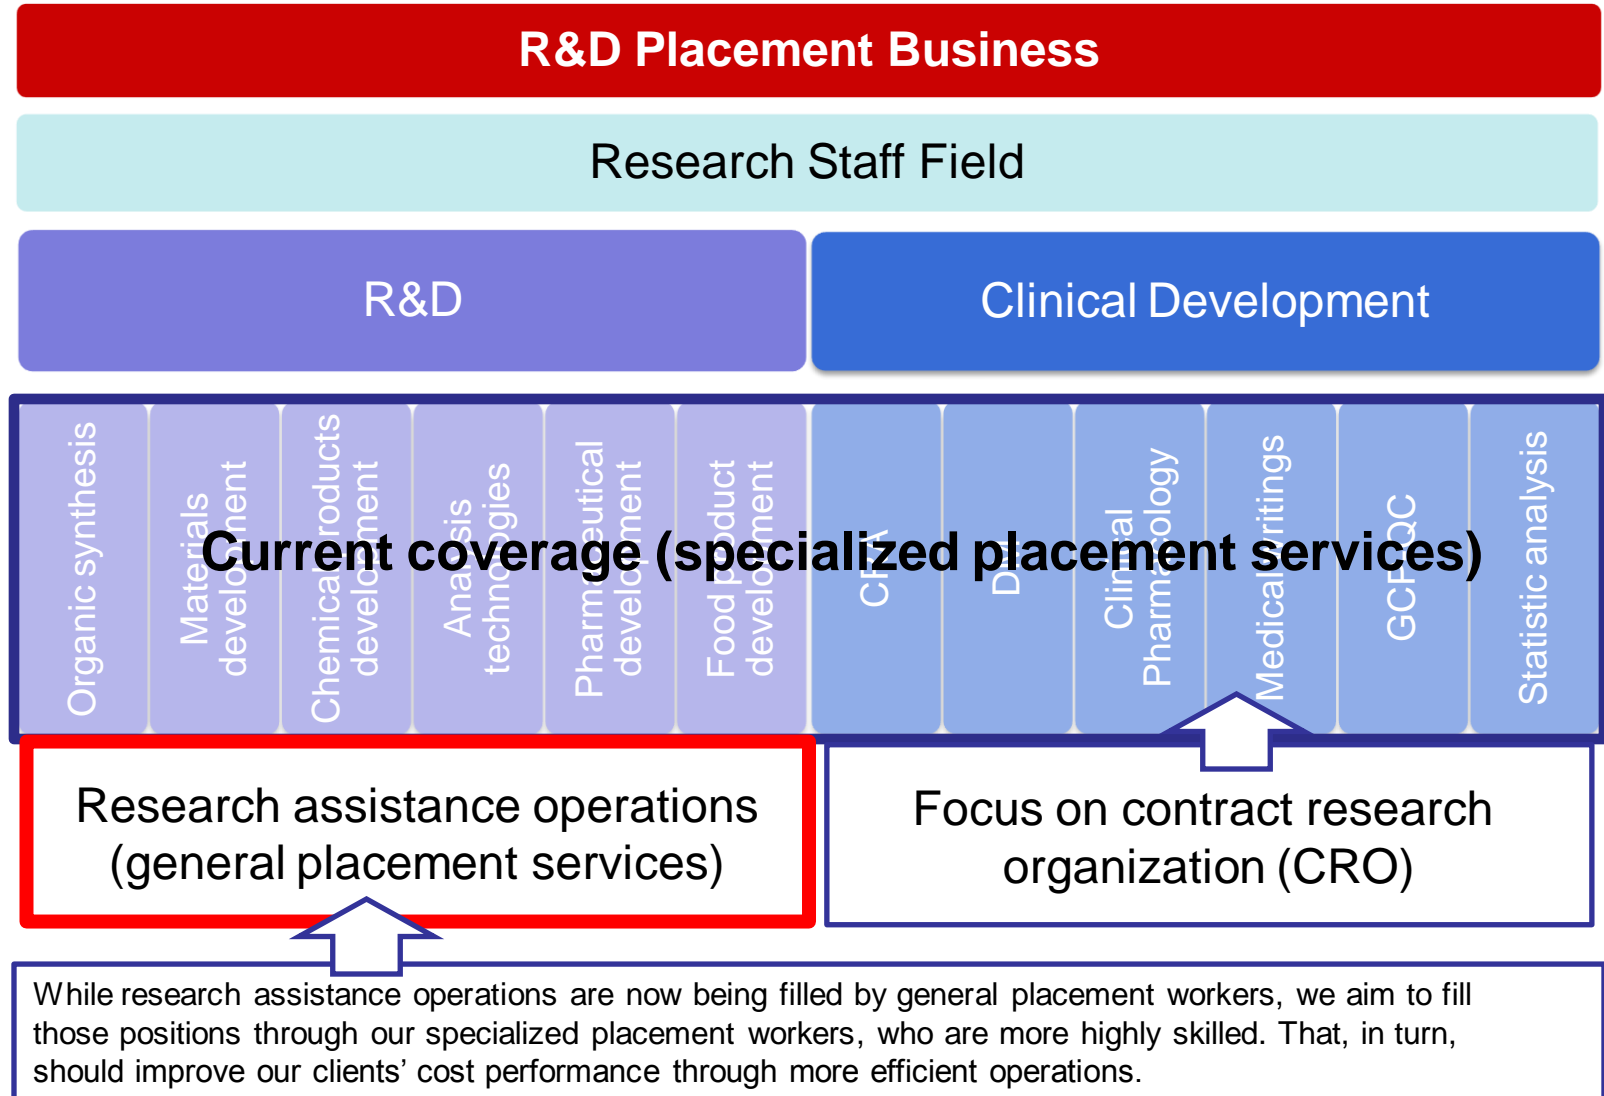 R&D Placement Business
Research Staff Field
R&D
Clinical Development
Organic synthesis
Materials
development
Chemical products
development
Analysis
technologies
Pharmaceutical
development
Food product
development
CRA
DM
Clinical
Pharmacology
Medical writings
GCP/QC
Statistic analysis
Current coverage (specialized placement services)
Research assistance operations
(general placement services)
Focus on contract research
organization (CRO)
While research assistance operations are now being filled by general placement workers, we aim to fill
those positions through our specialized placement workers, who are more highly skilled. That, in turn,
should improve our clients’ cost performance through more efficient operations.